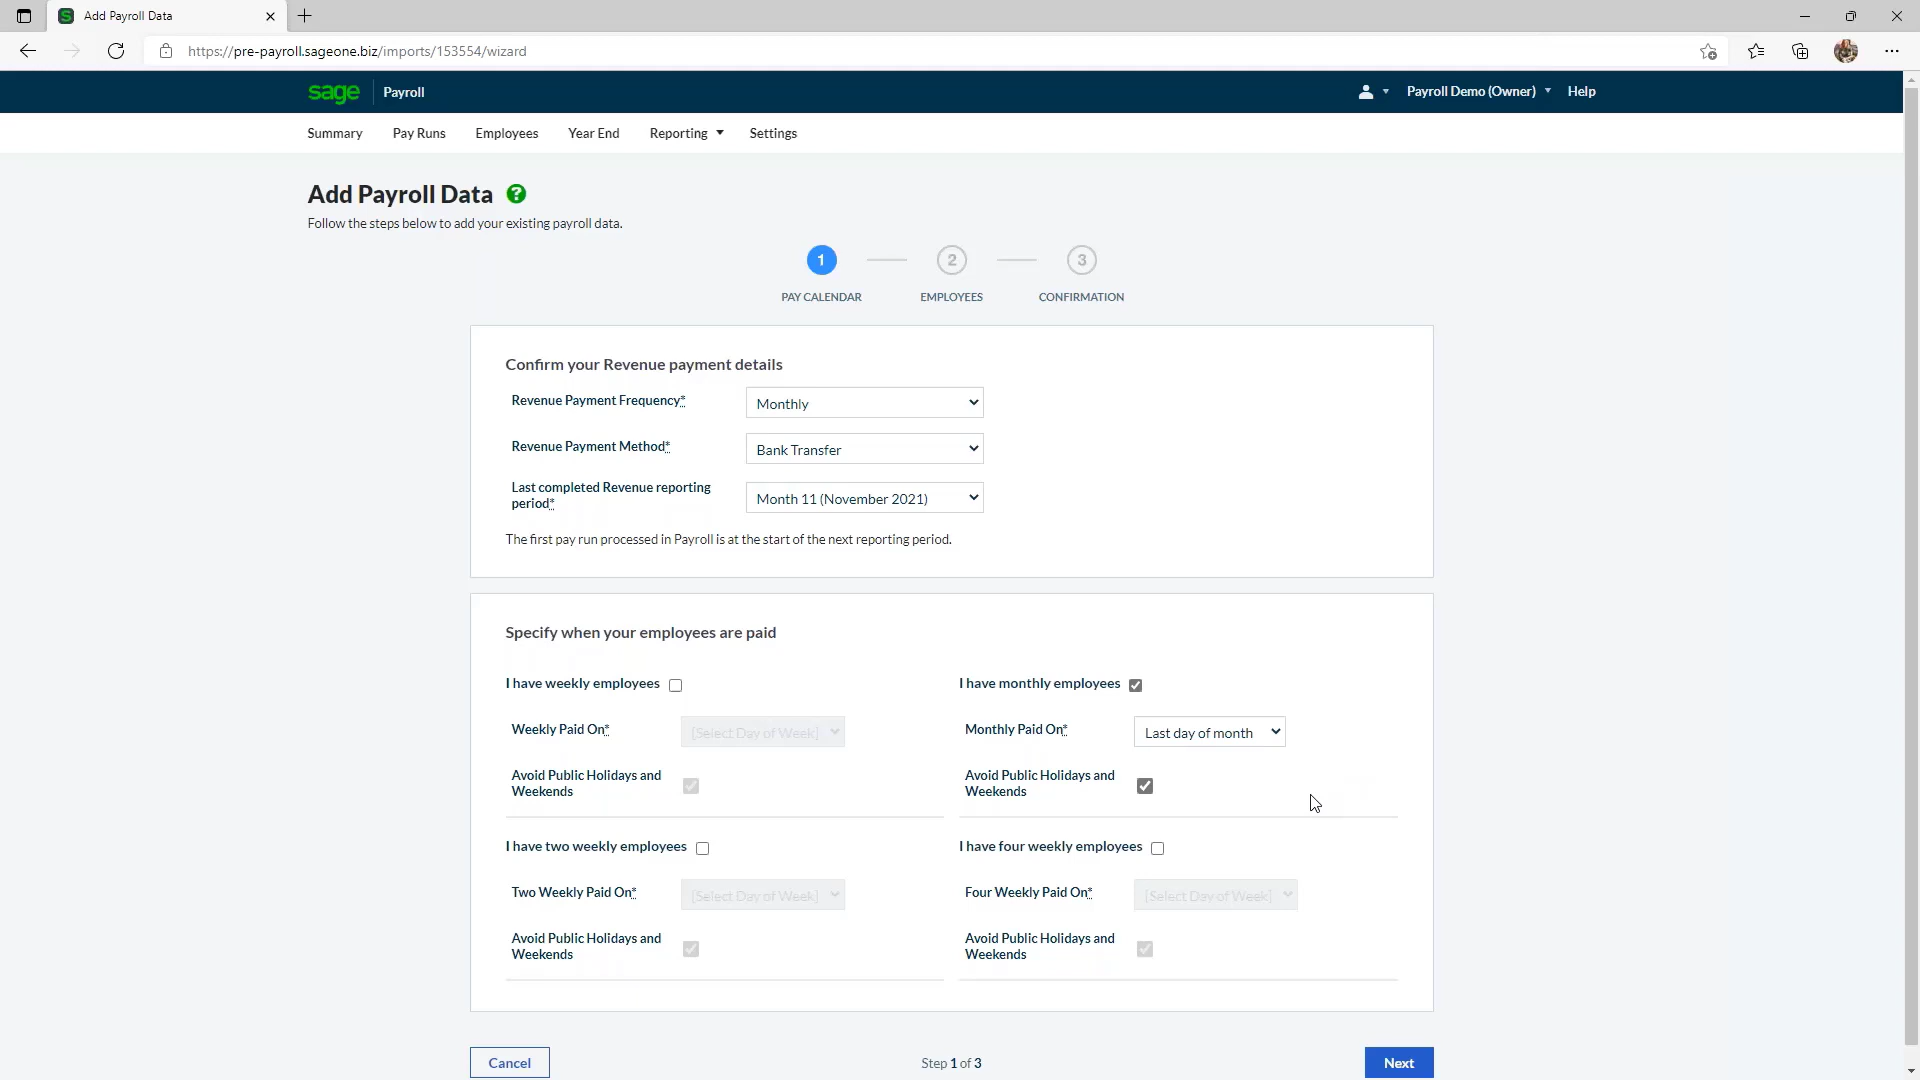 Add Payroll Data
https://pre-payroll.sageone.biz/imports/153554/wizard
sage Payroll
Payroll Demo (Owner) Help
Summary Pay Runs Employees Year End Reporting Settings
Add Payroll Data ?
Follow the steps below to add your existing payroll data.
1 2 3
PAY CALENDAR EMPLOYEES CONFIRMATION
Confirm your Revenue payment details
Revenue Payment Frequency* Monthly
Revenue Payment Method* Bank Transfer
Last completed Revenue reporting
period* Month 11 (November 2021)
The first pay run processed in Payroll is at the start of the next reporting period.
Specify when your employees are paid
I have weekly employees
Weekly Paid On* [Select Day of Week]
Avoid Public Holidays and
Weekends
I have monthly employees
Monthly Paid On* Last day of month
Avoid Public Holidays and
Weekends
I have two weekly employees
Two Weekly Paid On* [Select Day of Week]
Avoid Public Holidays and
Weekends
I have four weekly employees
Four Weekly Paid On* [Select Day of Week]
Avoid Public Holidays and
Weekends
Cancel Step 1 of 3 Next